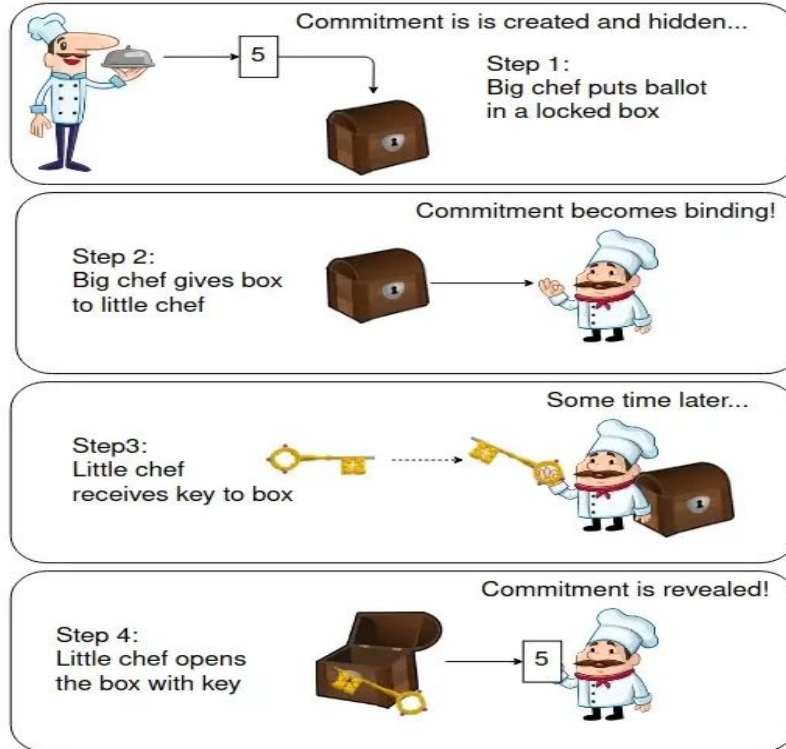 Commitment is is created and hidden...
5
Step 1:
Big chef puts ballot
in a locked box
Commitment becomes binding!
Step 2:
Big chef gives box
to little chef
Some time later...
Step3:
Little chef
receives key to box
Commitment is revealed!
Step 4:
Little chef opens
the box with key
5